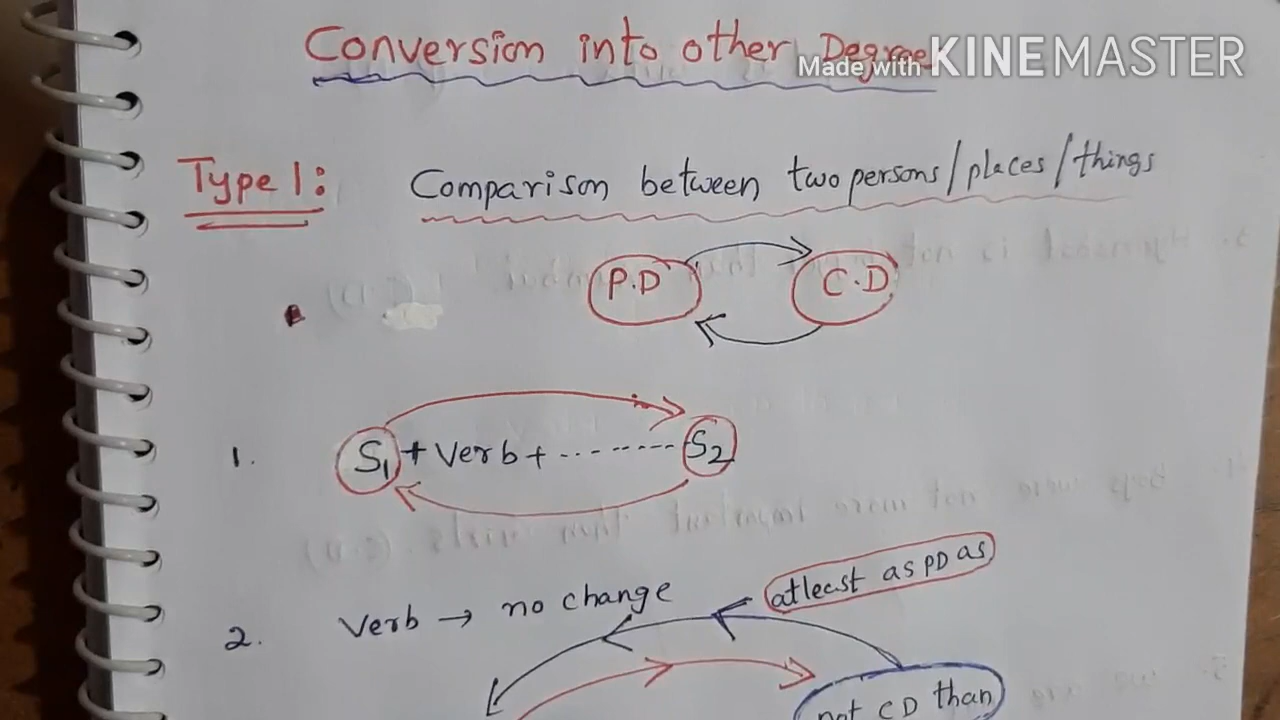 Conversion into other Degree
Made with KINEMASTER
Type 1: Comparison between two persons/places/things
P.D C.D
1. S1 + Verb + ------- S2
2. Verb → no change
atleast as PD as
not CD than